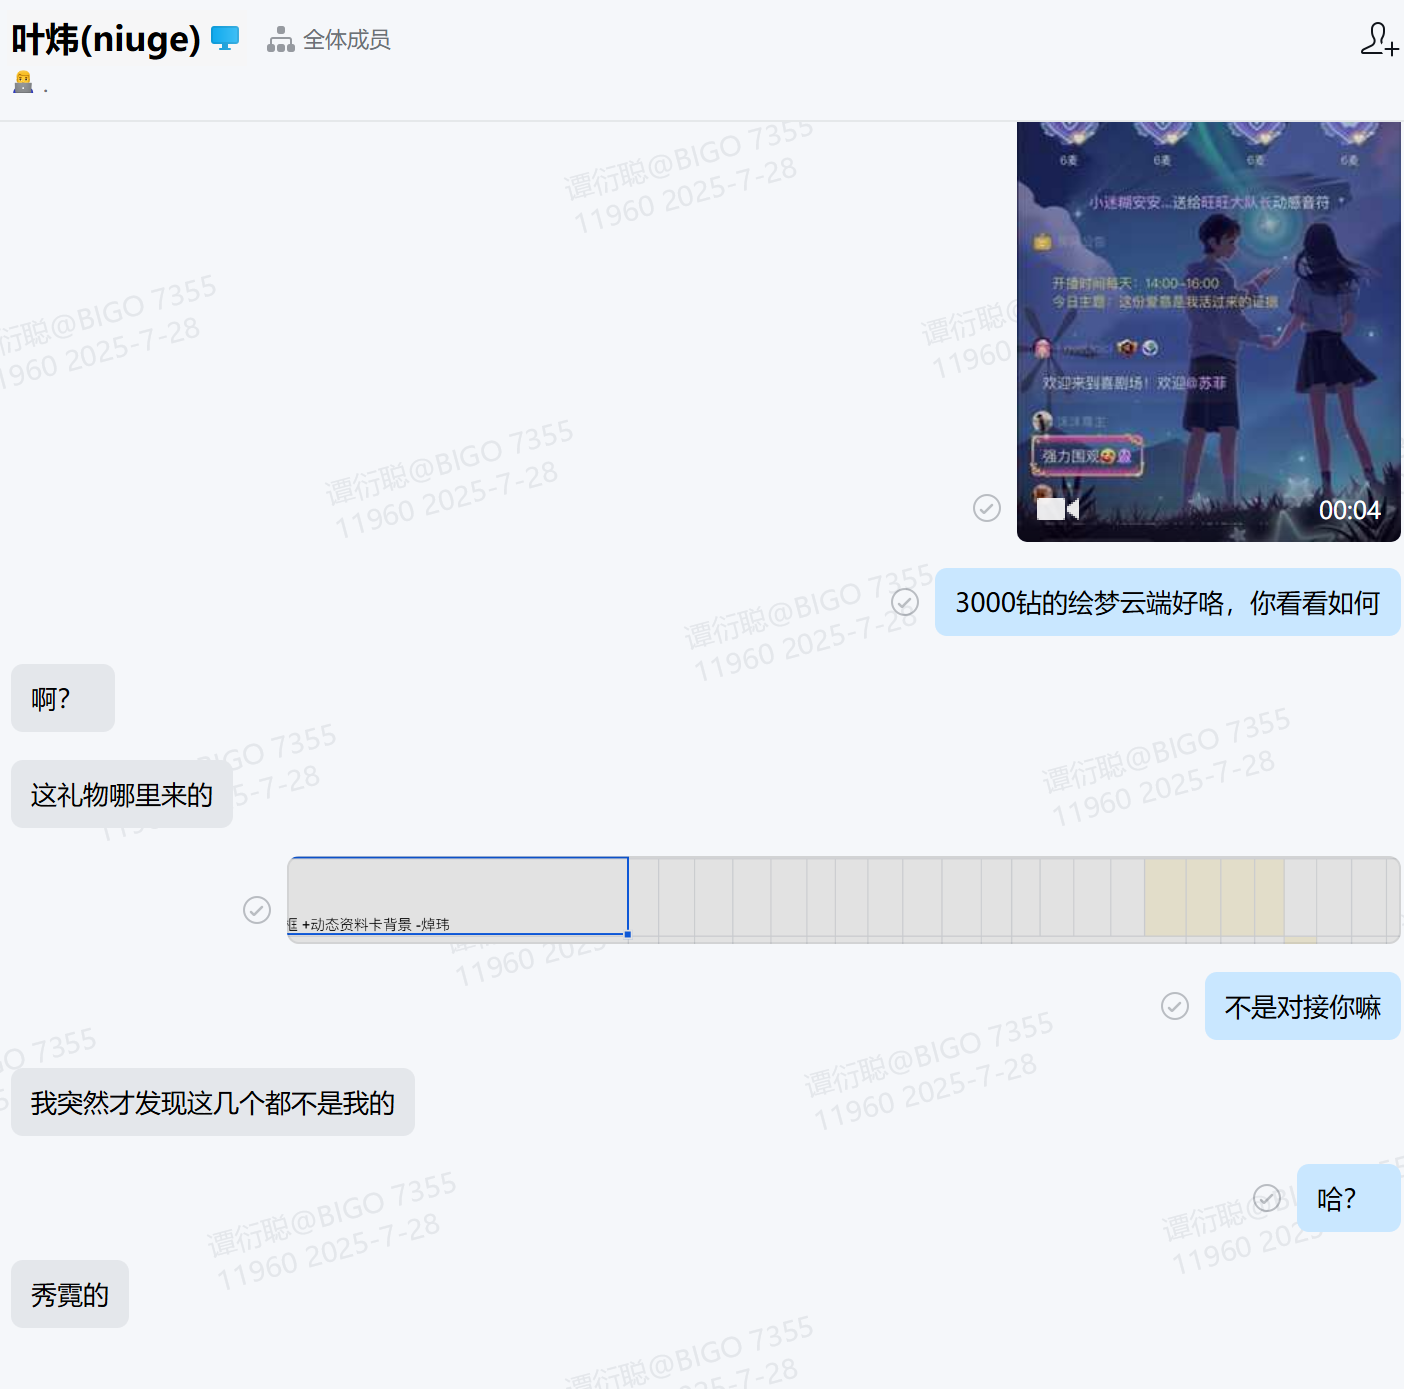 叶炜(niuge)
全体成员
.
6麦 6麦 6麦 6麦
小迷糊安安...送给旺旺大队长动感音符
开播时间每天：14:00-16:00
今日主题：这份爱意是我活过来的证据
欢迎来到喜剧场！欢迎@苏菲
强力围观
00:04
3000钻的绘梦云端好咯，你看看如何
啊？
这礼物哪里来的
框 +动态资料卡背景 -焯玮
不是对接你嘛
我突然才发现这几个都不是我的
哈？
秀霓的
谭衍聪@BIGO 7355
11960 2025-7-28